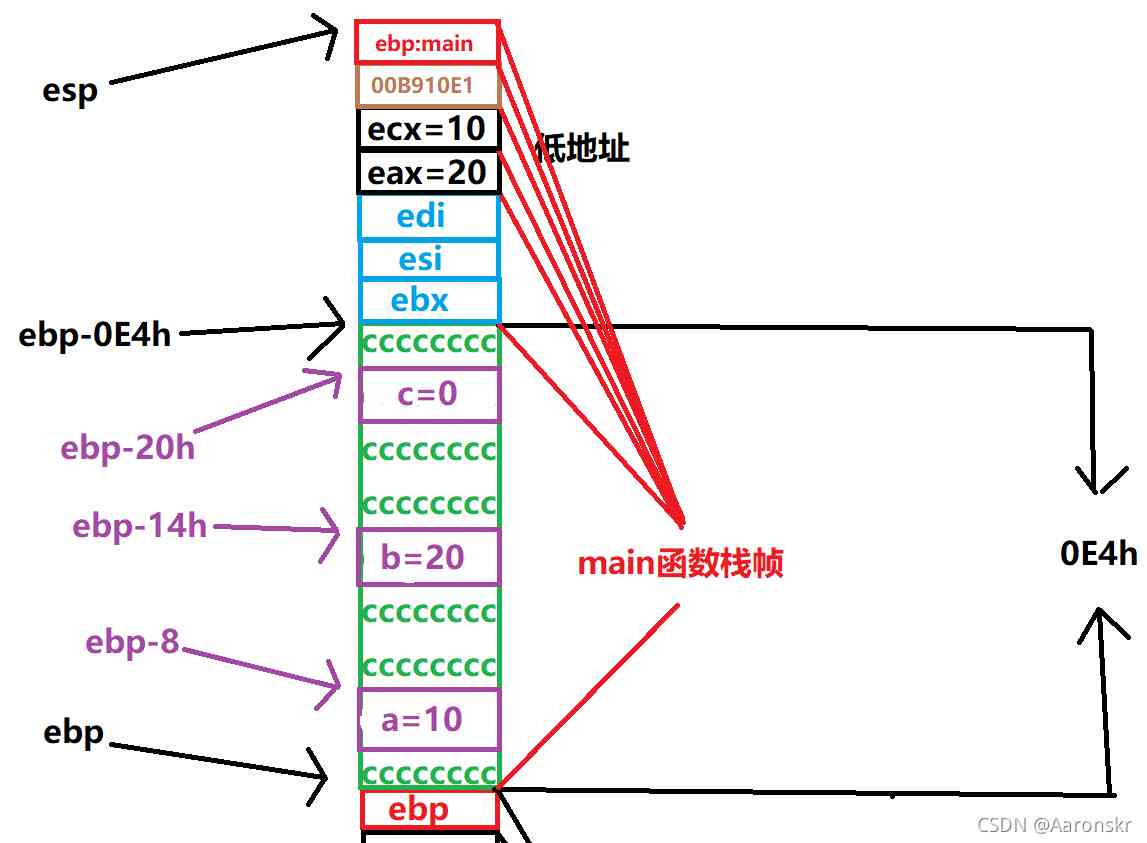 ebp:main
esp
00B910E1
ecx=10
低地址
eax=20
edi
esi
ebx
ebp-0E4h
cccccccc
c=0
ebp-20h
cccccccc
cccccccc
ebp-14h
b=20
main函数栈帧
0E4h
cccccccc
ebp-8
cccccccc
a=10
ebp
cccccccc
ebp
CSDN @Aaronskr